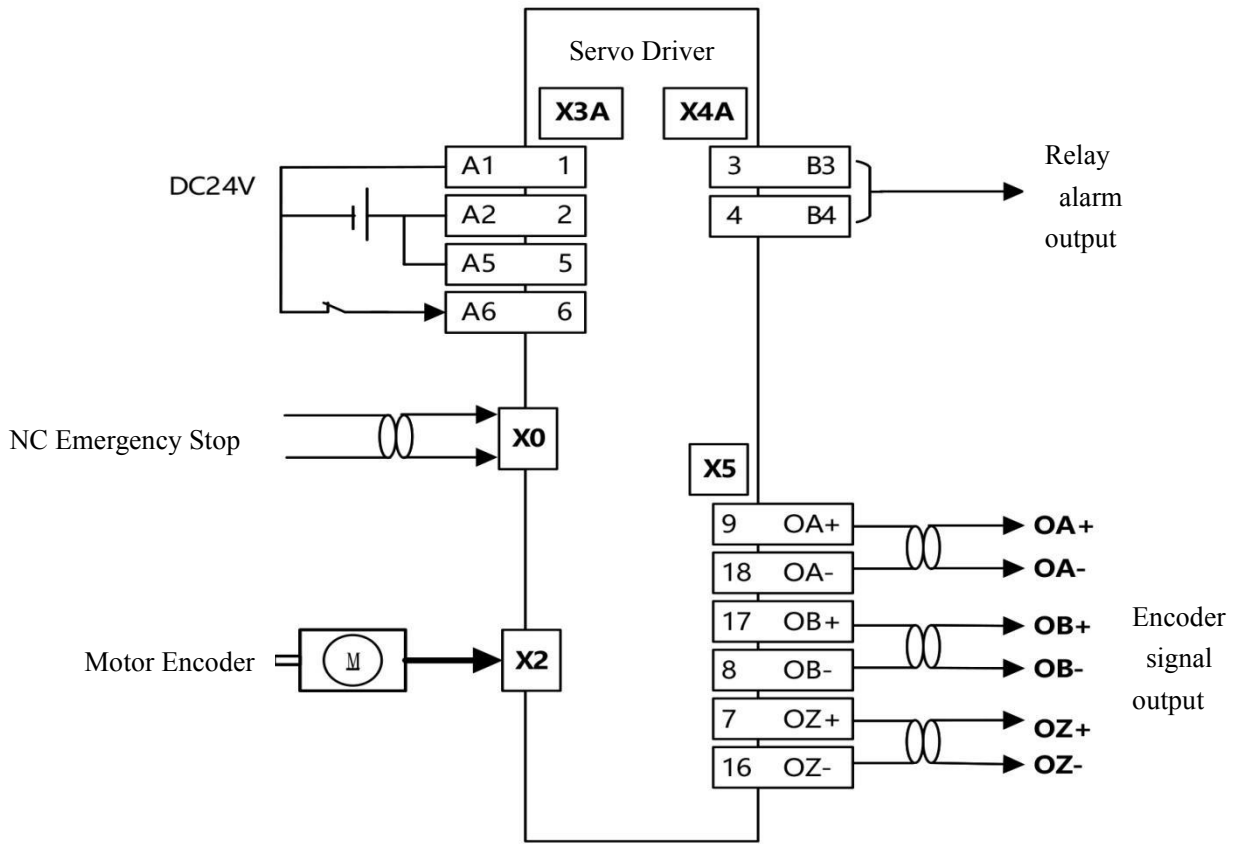 Servo Driver
X3A X4A
DC24V
A1 1
A2 2
A5 5
A6 6
3 B3
4 B4
Relay
alarm
output
NC Emergency Stop
X0
X5
9 OA+ OA+
18 OA- OA-
17 OB+ OB+
8 OB- OB-
7 OZ+ OZ+
16 OZ- OZ-
Encoder
signal
output
Motor Encoder
M
X2